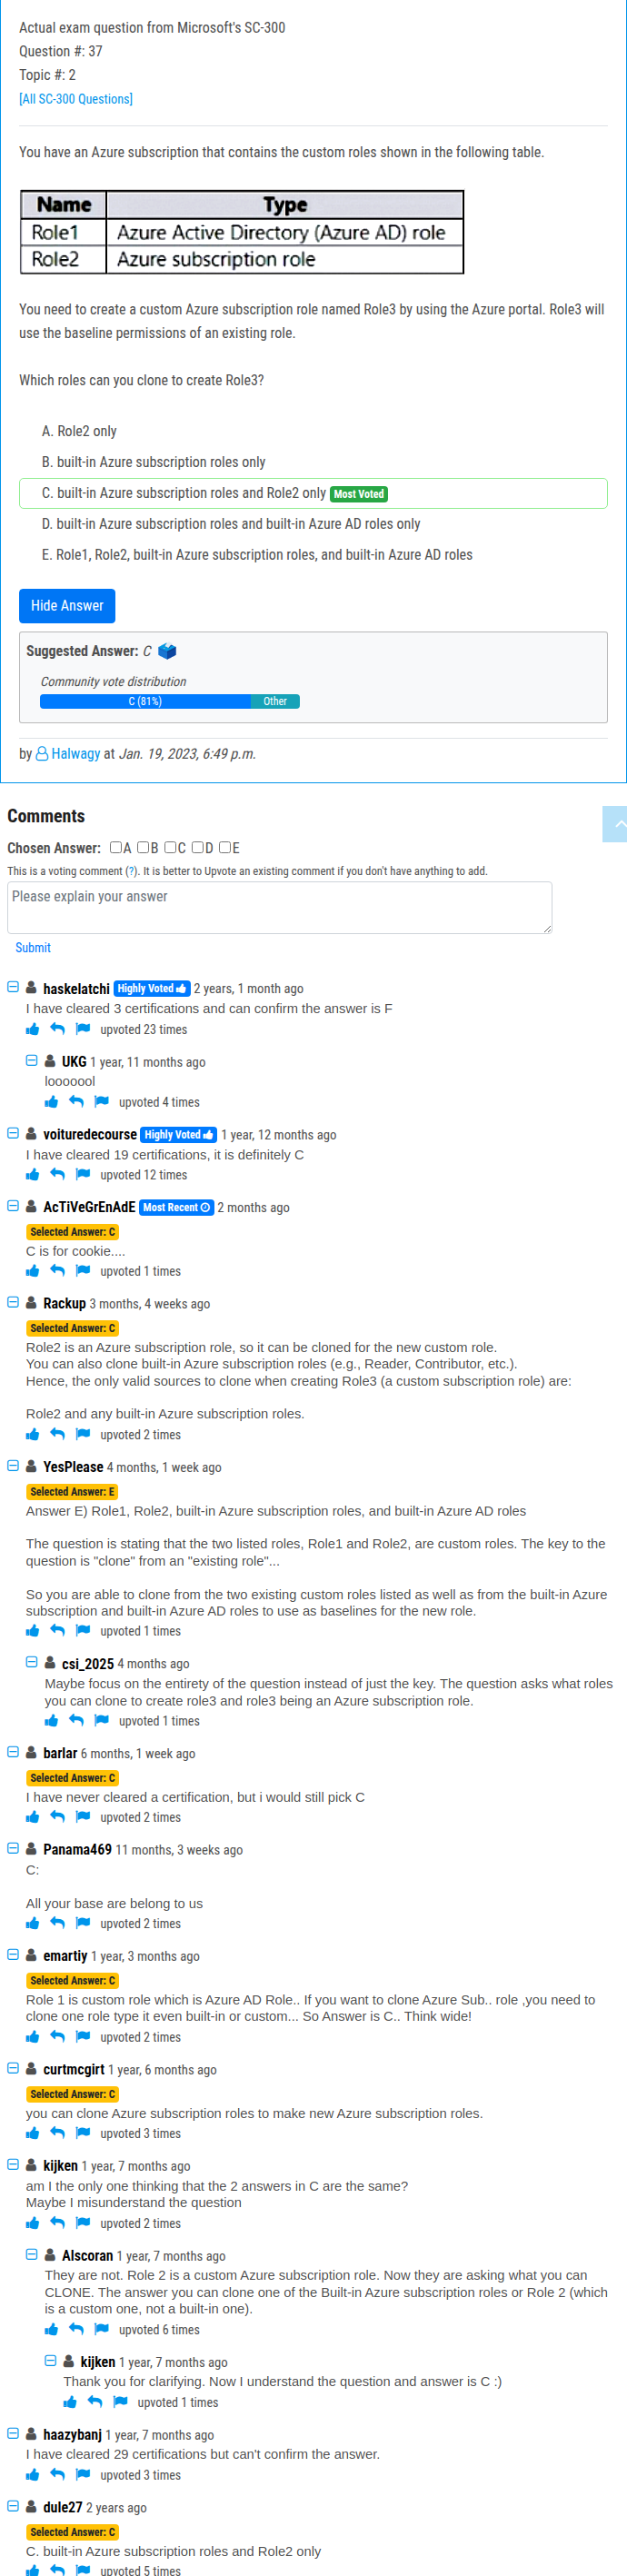 Actual exam question from Microsoft's SC-300
Question #: 37
Topic #: 2
[All SC-300 Questions]
You have an Azure subscription that contains the custom roles shown in the following table.
Name Type
Role1 Azure Active Directory (Azure AD) role
Role2 Azure subscription role
You need to create a custom Azure subscription role named Role3 by using the Azure portal. Role3 will
use the baseline permissions of an existing role.
Which roles can you clone to create Role3?
A. Role2 only
B. built-in Azure subscription roles only
C. built-in Azure subscription roles and Role2 only Most Voted
D. built-in Azure subscription roles and built-in Azure AD roles only
E. Role1, Role2, built-in Azure subscription roles, and built-in Azure AD roles
Hide Answer
Suggested Answer: C
Community vote distribution
C (81%) Other
by Halwagy at Jan. 19, 2023, 6:49 p.m.
Comments
Chosen Answer: A B C D E
This is a voting comment (?). It is better to Upvote an existing comment if you don't have anything to add.
Please explain your answer
Submit
haskelatchi Highly Voted 2 years, 1 month ago
I have cleared 3 certifications and can confirm the answer is F
upvoted 23 times
UKG 1 year, 11 months ago
looooool
upvoted 4 times
voituredecourse Highly Voted 1 year, 12 months ago
I have cleared 19 certifications, it is definitely C
upvoted 12 times
AcTiVeGrEnAdE Most Recent 2 months ago
Selected Answer: C
C is for cookie....
upvoted 1 times
Rackup 3 months, 4 weeks ago
Selected Answer: C
Role2 is an Azure subscription role, so it can be cloned for the new custom role.
You can also clone built-in Azure subscription roles (e.g., Reader, Contributor, etc.).
Hence, the only valid sources to clone when creating Role3 (a custom subscription role) are:
Role2 and any built-in Azure subscription roles.
upvoted 2 times
YesPlease 4 months, 1 week ago
Selected Answer: E
Answer E) Role1, Role2, built-in Azure subscription roles, and built-in Azure AD roles
The question is stating that the two listed roles, Role1 and Role2, are custom roles. The key to the
question is "clone" from an "existing role"...
So you are able to clone from the two existing custom roles listed as well as from the built-in Azure
subscription and built-in Azure AD roles to use as baselines for the new role.
upvoted 1 times
csi_2025 4 months ago
Maybe focus on the entirety of the question instead of just the key. The question asks what roles
you can clone to create role3 and role3 being an Azure subscription role.
upvoted 1 times
barlar 6 months, 1 week ago
Selected Answer: C
I have never cleared a certification, but i would still pick C
upvoted 2 times
Panama469 11 months, 3 weeks ago
C:
All your base are belong to us
upvoted 2 times
emartiy 1 year, 3 months ago
Selected Answer: C
Role 1 is custom role which is Azure AD Role.. If you want to clone Azure Sub.. role ,you need to
clone one role type it even built-in or custom... So Answer is C.. Think wide!
upvoted 2 times
curtmcgirt 1 year, 6 months ago
Selected Answer: C
you can clone Azure subscription roles to make new Azure subscription roles.
upvoted 3 times
kijken 1 year, 7 months ago
am I the only one thinking that the 2 answers in C are the same?
Maybe I misunderstand the question
upvoted 2 times
Alscoran 1 year, 7 months ago
They are not. Role 2 is a custom Azure subscription role. Now they are asking what you can
CLONE. The answer you can clone one of the Built-in Azure subscription roles or Role 2 (which
is a custom one, not a built-in one).
upvoted 6 times
kijken 1 year, 7 months ago
Thank you for clarifying. Now I understand the question and answer is C :)
upvoted 1 times
haazybanj 1 year, 7 months ago
I have cleared 29 certifications but can't confirm the answer.
upvoted 3 times
dule27 2 years ago
Selected Answer: C
C. built-in Azure subscription roles and Role2 only
upvoted 5 times